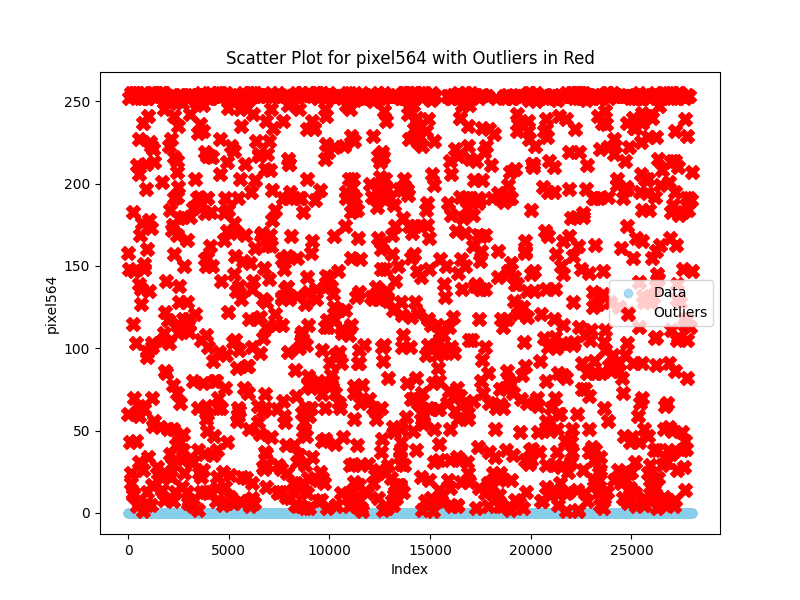 Scatter Plot for pixel564 with Outliers in Red
250
200
150
100
50
0
pixel564
Data
Outliers
0
5000
10000
15000
20000
25000
Index